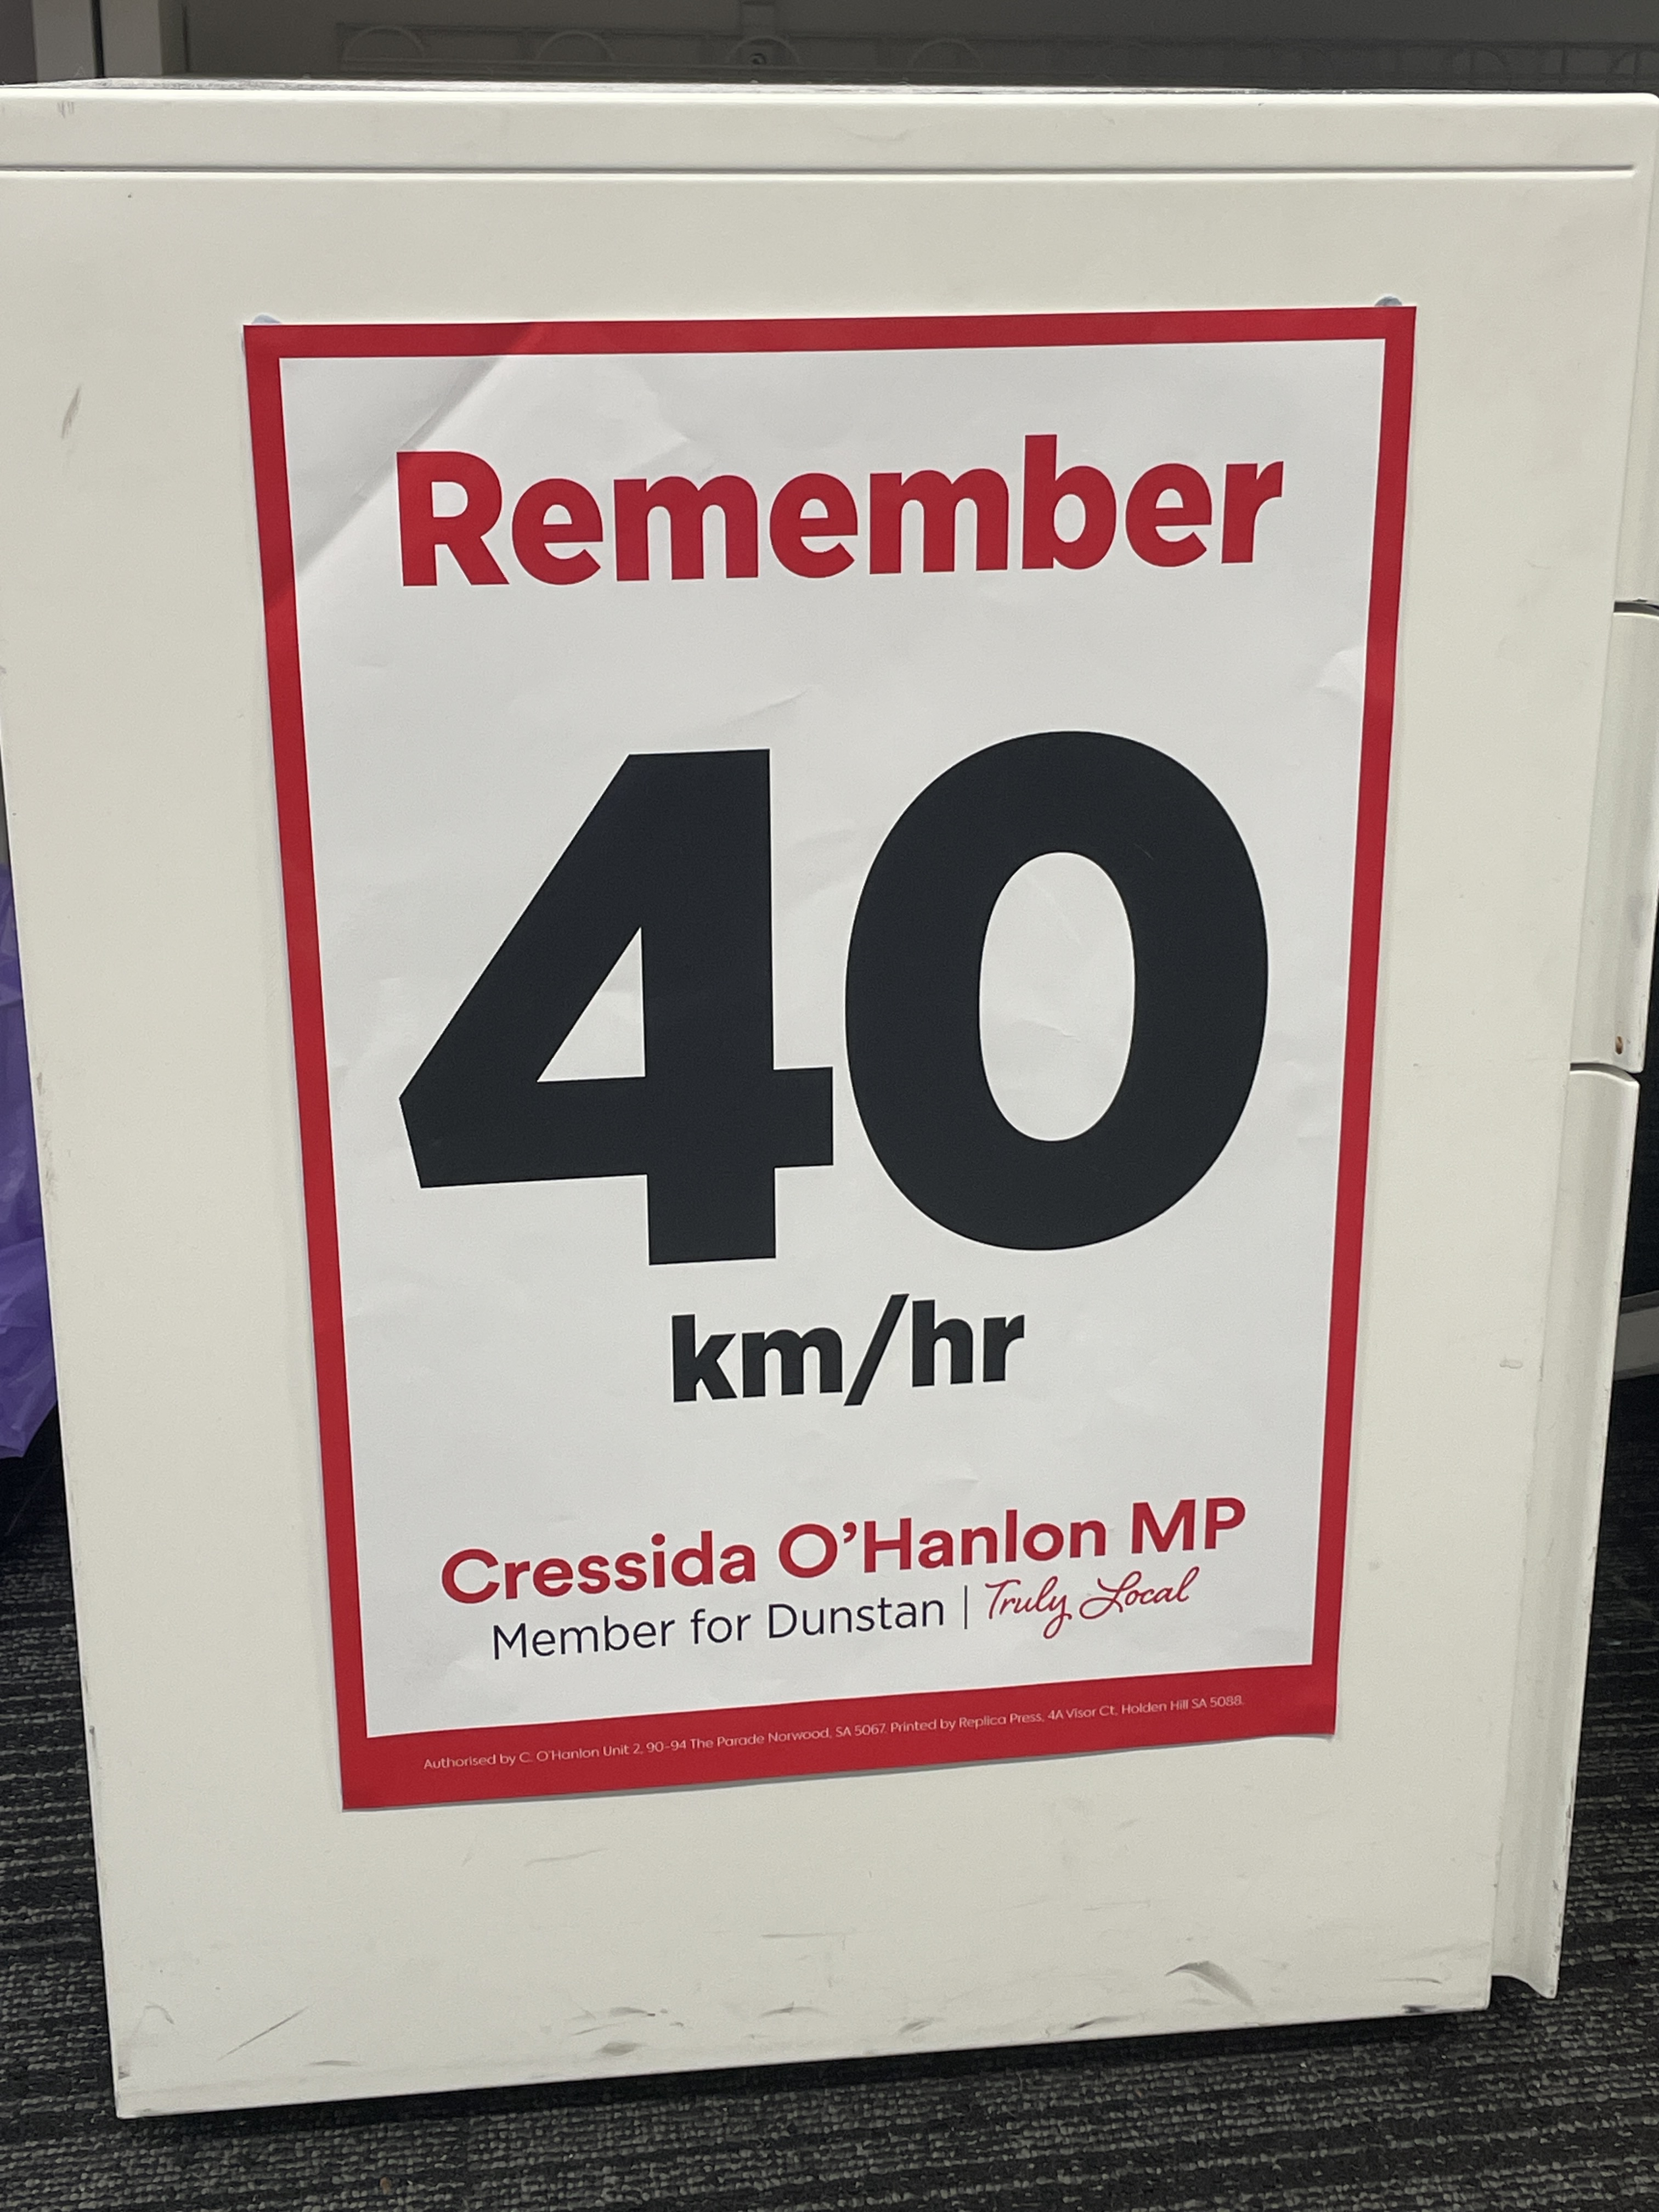 Remember
40
km/hr
Cressida O'Hanlon MP
Member for Dunstan | Truly Local
Authorised by C. O'Hanlon Unit 2, 90-94 The Parade Norwood, SA 5067. Printed by Replica Press, 4A Visor Ct, Holden Hill SA 5088.